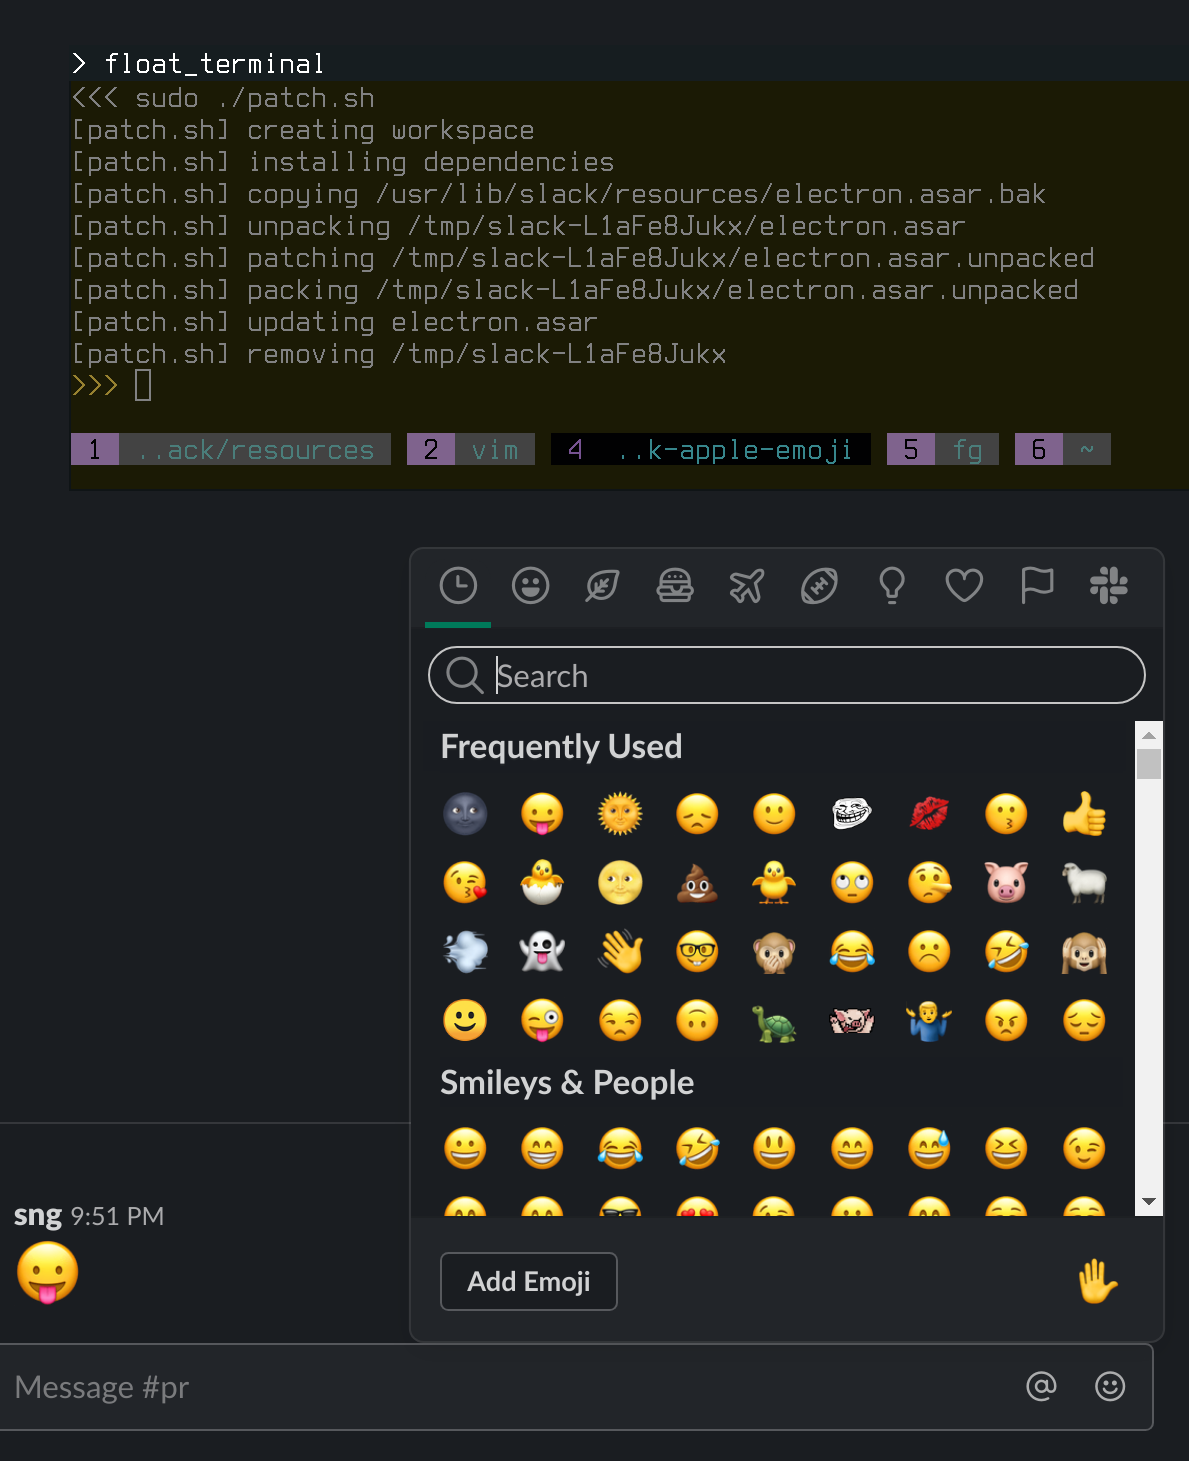 > float_terminal
<<< sudo ./patch.sh
[patch.sh] creating workspace
[patch.sh] installing dependencies
[patch.sh] copying /usr/lib/slack/resources/electron.asar.bak
[patch.sh] unpacking /tmp/slack-L1aFe8Jukx/electron.asar
[patch.sh] patching /tmp/slack-L1aFe8Jukx/electron.asar.unpacked
[patch.sh] packing /tmp/slack-L1aFe8Jukx/electron.asar.unpacked
[patch.sh] updating electron.asar
[patch.sh] removing /tmp/slack-L1aFe8Jukx
>>>
1 ..ack/resources 2 vim 4 ..k-apple-emoji 5 fg 6 ~
Search
Frequently Used
Smileys & People
sng 9:51 PM
Add Emoji
Message #pr